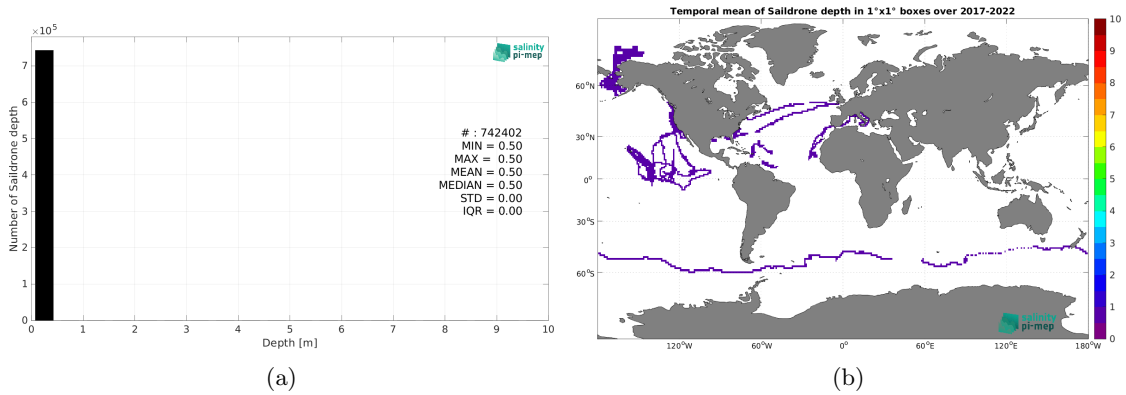 ×10⁵
7
6
5
4
3
2
1
0
Number of Saildrone depth
salinity
pi-mep
# : 742402
MIN = 0.50
MAX = 0.50
MEAN = 0.50
MEDIAN = 0.50
STD = 0.00
IQR = 0.00
0 1 2 3 4 5 6 7 8 9 10
Depth [m]
(a)
Temporal mean of Saildrone depth in 1°x1° boxes over 2017-2022
60°N
30°N
0°
30°S
60°S
120°W 60°W 0° 60°E 120°E 180°W
salinity
pi-mep
10
9
8
7
6
5
4
3
2
1
0
(b)